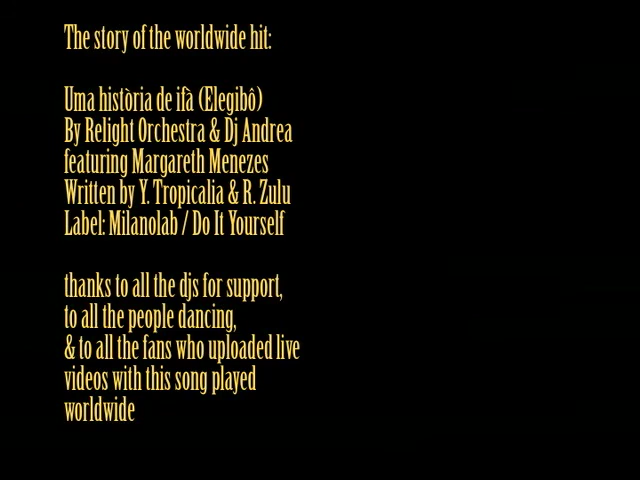 The story of the worldwide hit:
Uma història de ifà (Elegibô)
By Relight Orchestra & Dj Andrea
featuring Margareth Menezes
Written by Y. Tropicalia & R. Zulu
Label: Milanolab / Do It Yourself
thanks to all the djs for support,
to all the people dancing,
& to all the fans who uploaded live
videos with this song played
worldwide